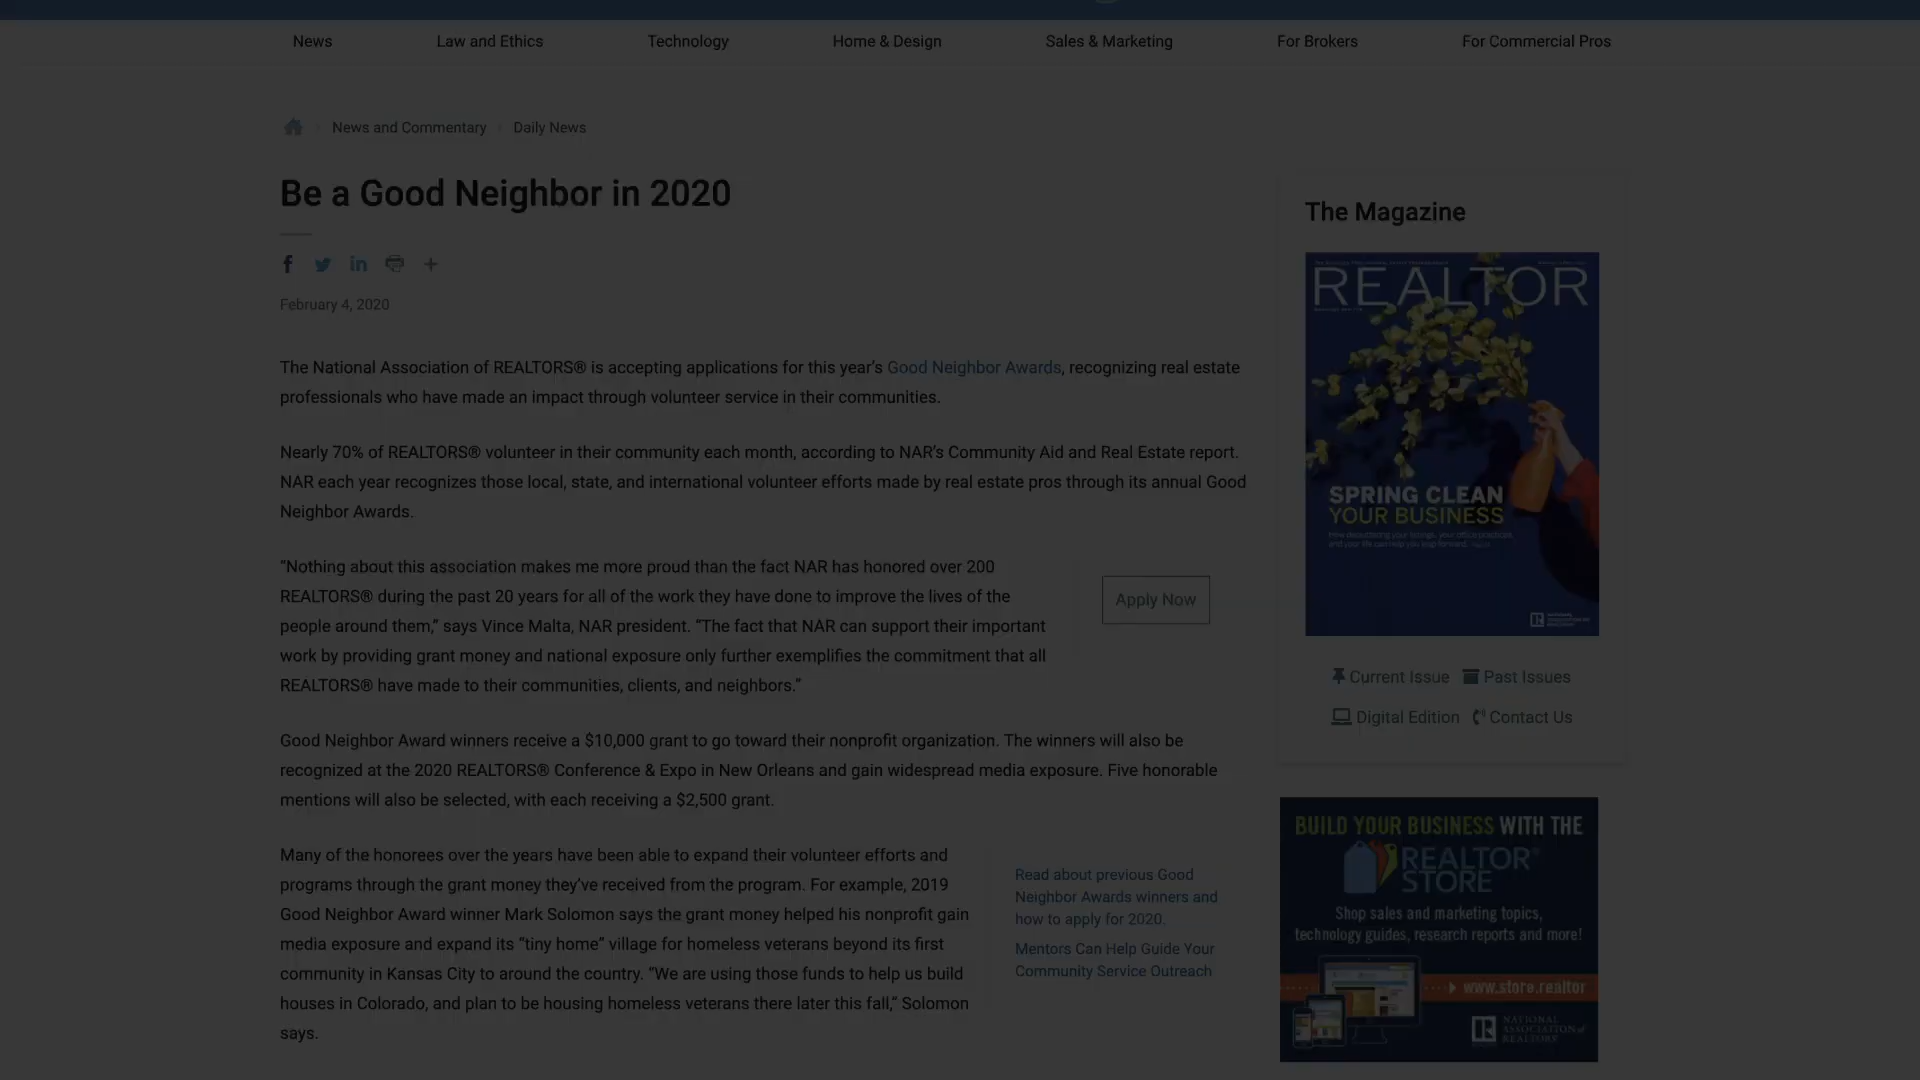 News
Law and Ethics
Technology
Home & Design
Sales & Marketing
For Brokers
For Commercial Pros
News and Commentary
Daily News
Be a Good Neighbor in 2020
February 4, 2020
The National Association of REALTORS® is accepting applications for this year’s Good Neighbor Awards, recognizing real estate
professionals who have made an impact through volunteer service in their communities.
Nearly 70% of REALTORS® volunteer in their community each month, according to NAR’s Community Aid and Real Estate report.
NAR each year recognizes those local, state, and international volunteer efforts made by real estate pros through its annual Good
Neighbor Awards.
“Nothing about this association makes me more proud than the fact NAR has honored over 200
REALTORS® during the past 20 years for all of the work they have done to improve the lives of the
people around them,” says Vince Malta, NAR president. “The fact that NAR can support their important
work by providing grant money and national exposure only further exemplifies the commitment that all
REALTORS® have made to their communities, clients, and neighbors.”
Apply Now
Good Neighbor Award winners receive a $10,000 grant to go toward their nonprofit organization. The winners will also be
recognized at the 2020 REALTORS® Conference & Expo in New Orleans and gain widespread media exposure. Five honorable
mentions will also be selected, with each receiving a $2,500 grant.
Many of the honorees over the years have been able to expand their volunteer efforts and
programs through the grant money they’ve received from the program. For example, 2019
Good Neighbor Award winner Mark Solomon says the grant money helped his nonprofit gain
media exposure and expand its “tiny home” village for homeless veterans beyond its first
community in Kansas City to around the country. “We are using those funds to help us build
houses in Colorado, and plan to be housing homeless veterans there later this fall,” Solomon
says.
Read about previous Good
Neighbor Awards winners and
how to apply for 2020.
Mentors Can Help Guide Your
Community Service Outreach
The Magazine
REALTOR
SPRING CLEAN
YOUR BUSINESS
How decluttering your listings, your office practices,
and your life can help you leap forward.
Current Issue
Past Issues
Digital Edition
Contact Us
BUILD YOUR BUSINESS WITH THE
REALTOR®
STORE
Shop sales and marketing topics,
technology guides, research reports and more!
www.store.realtor
NATIONAL
ASSOCIATION of
REALTORS®